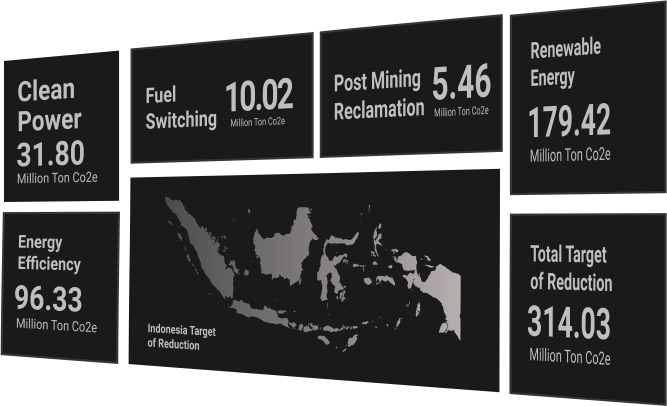 Clean
Power
31.80
Million Ton Co2e
Fuel
Switching
10.02
Million Ton Co2e
Post Mining
Reclamation
5.46
Million Ton Co2e
Renewable
Energy
179.42
Million Ton Co2e
Energy
Efficiency
96.33
Million Ton Co2e
Indonesia Target
of Reduction
Total Target
of Reduction
314.03
Million Ton Co2e